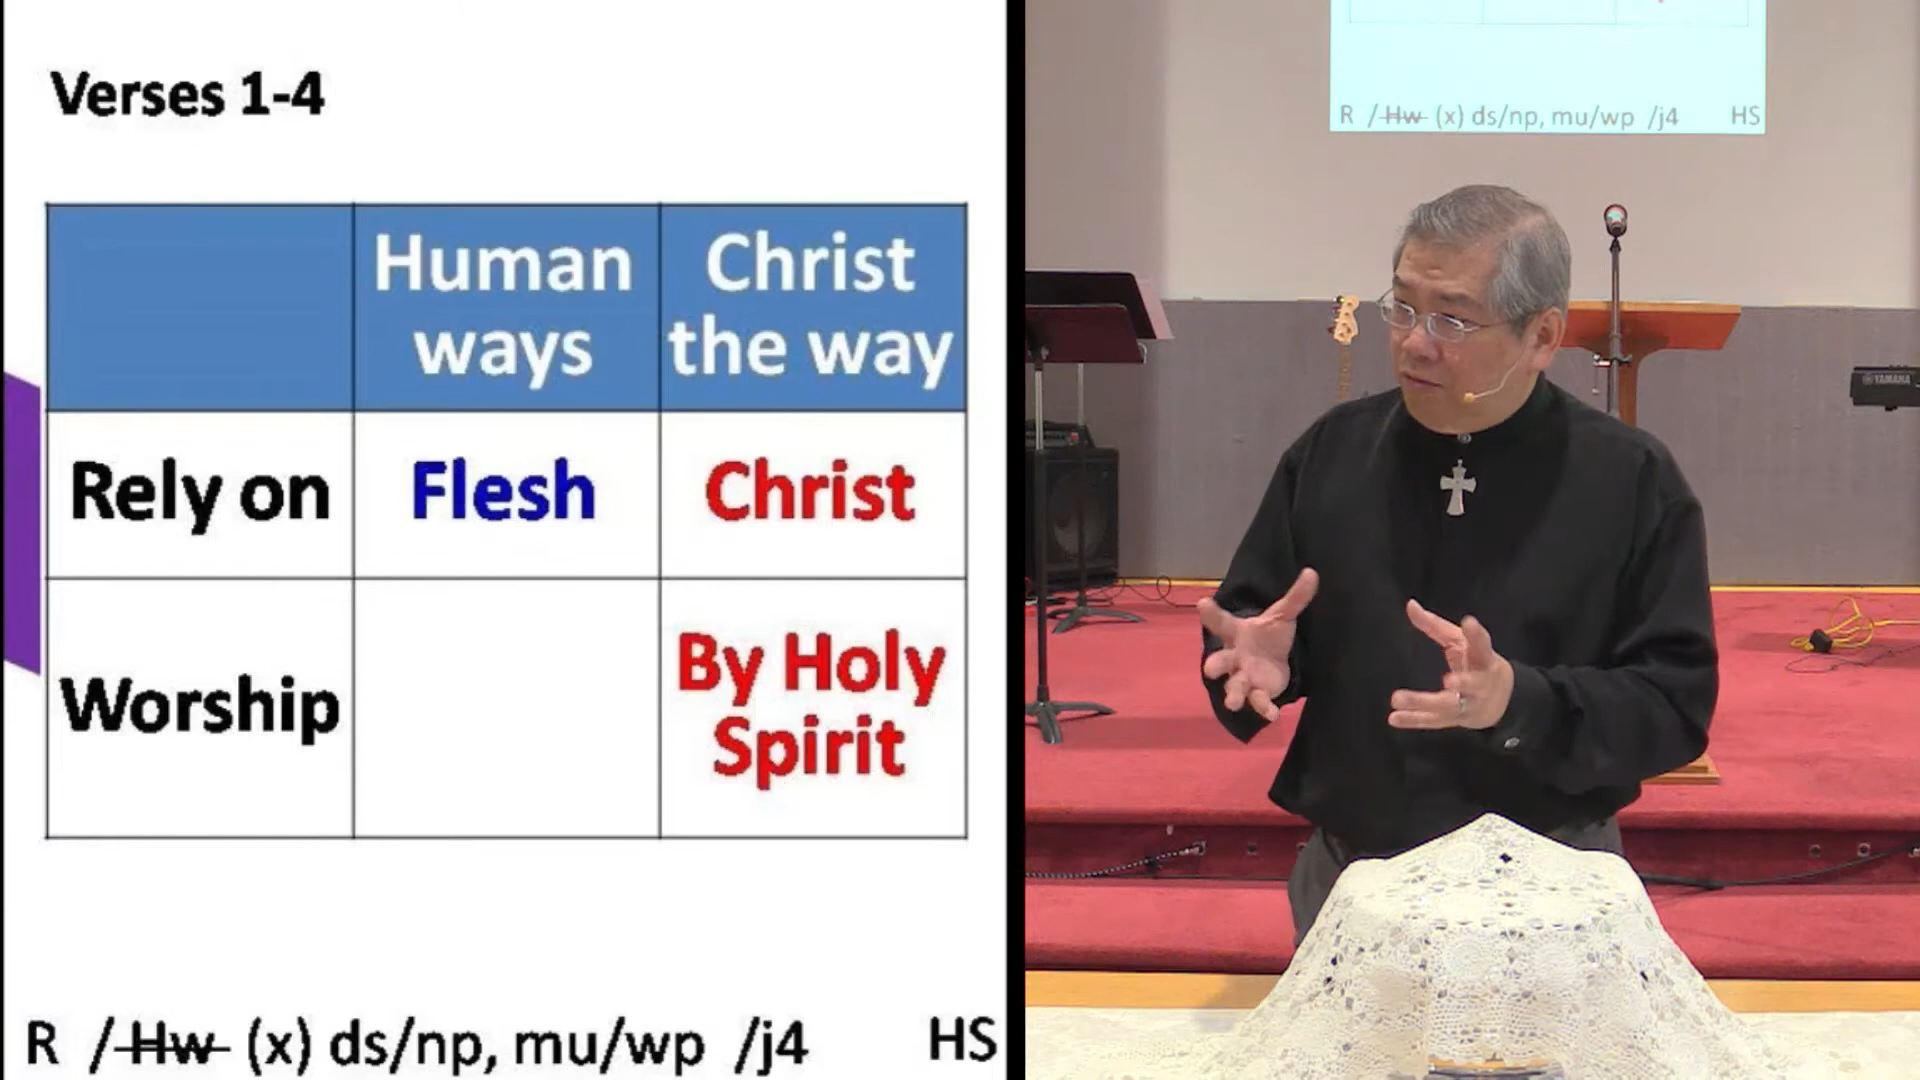 Verses 1-4
Human
ways
Christ
the way
Rely on
Flesh
Christ
Worship
By Holy
Spirit
R /Hw (x) ds/np, mu/wp /j4 HS
R /Hw (x) ds/np, mu/wp /j4 HS
YAMAHA